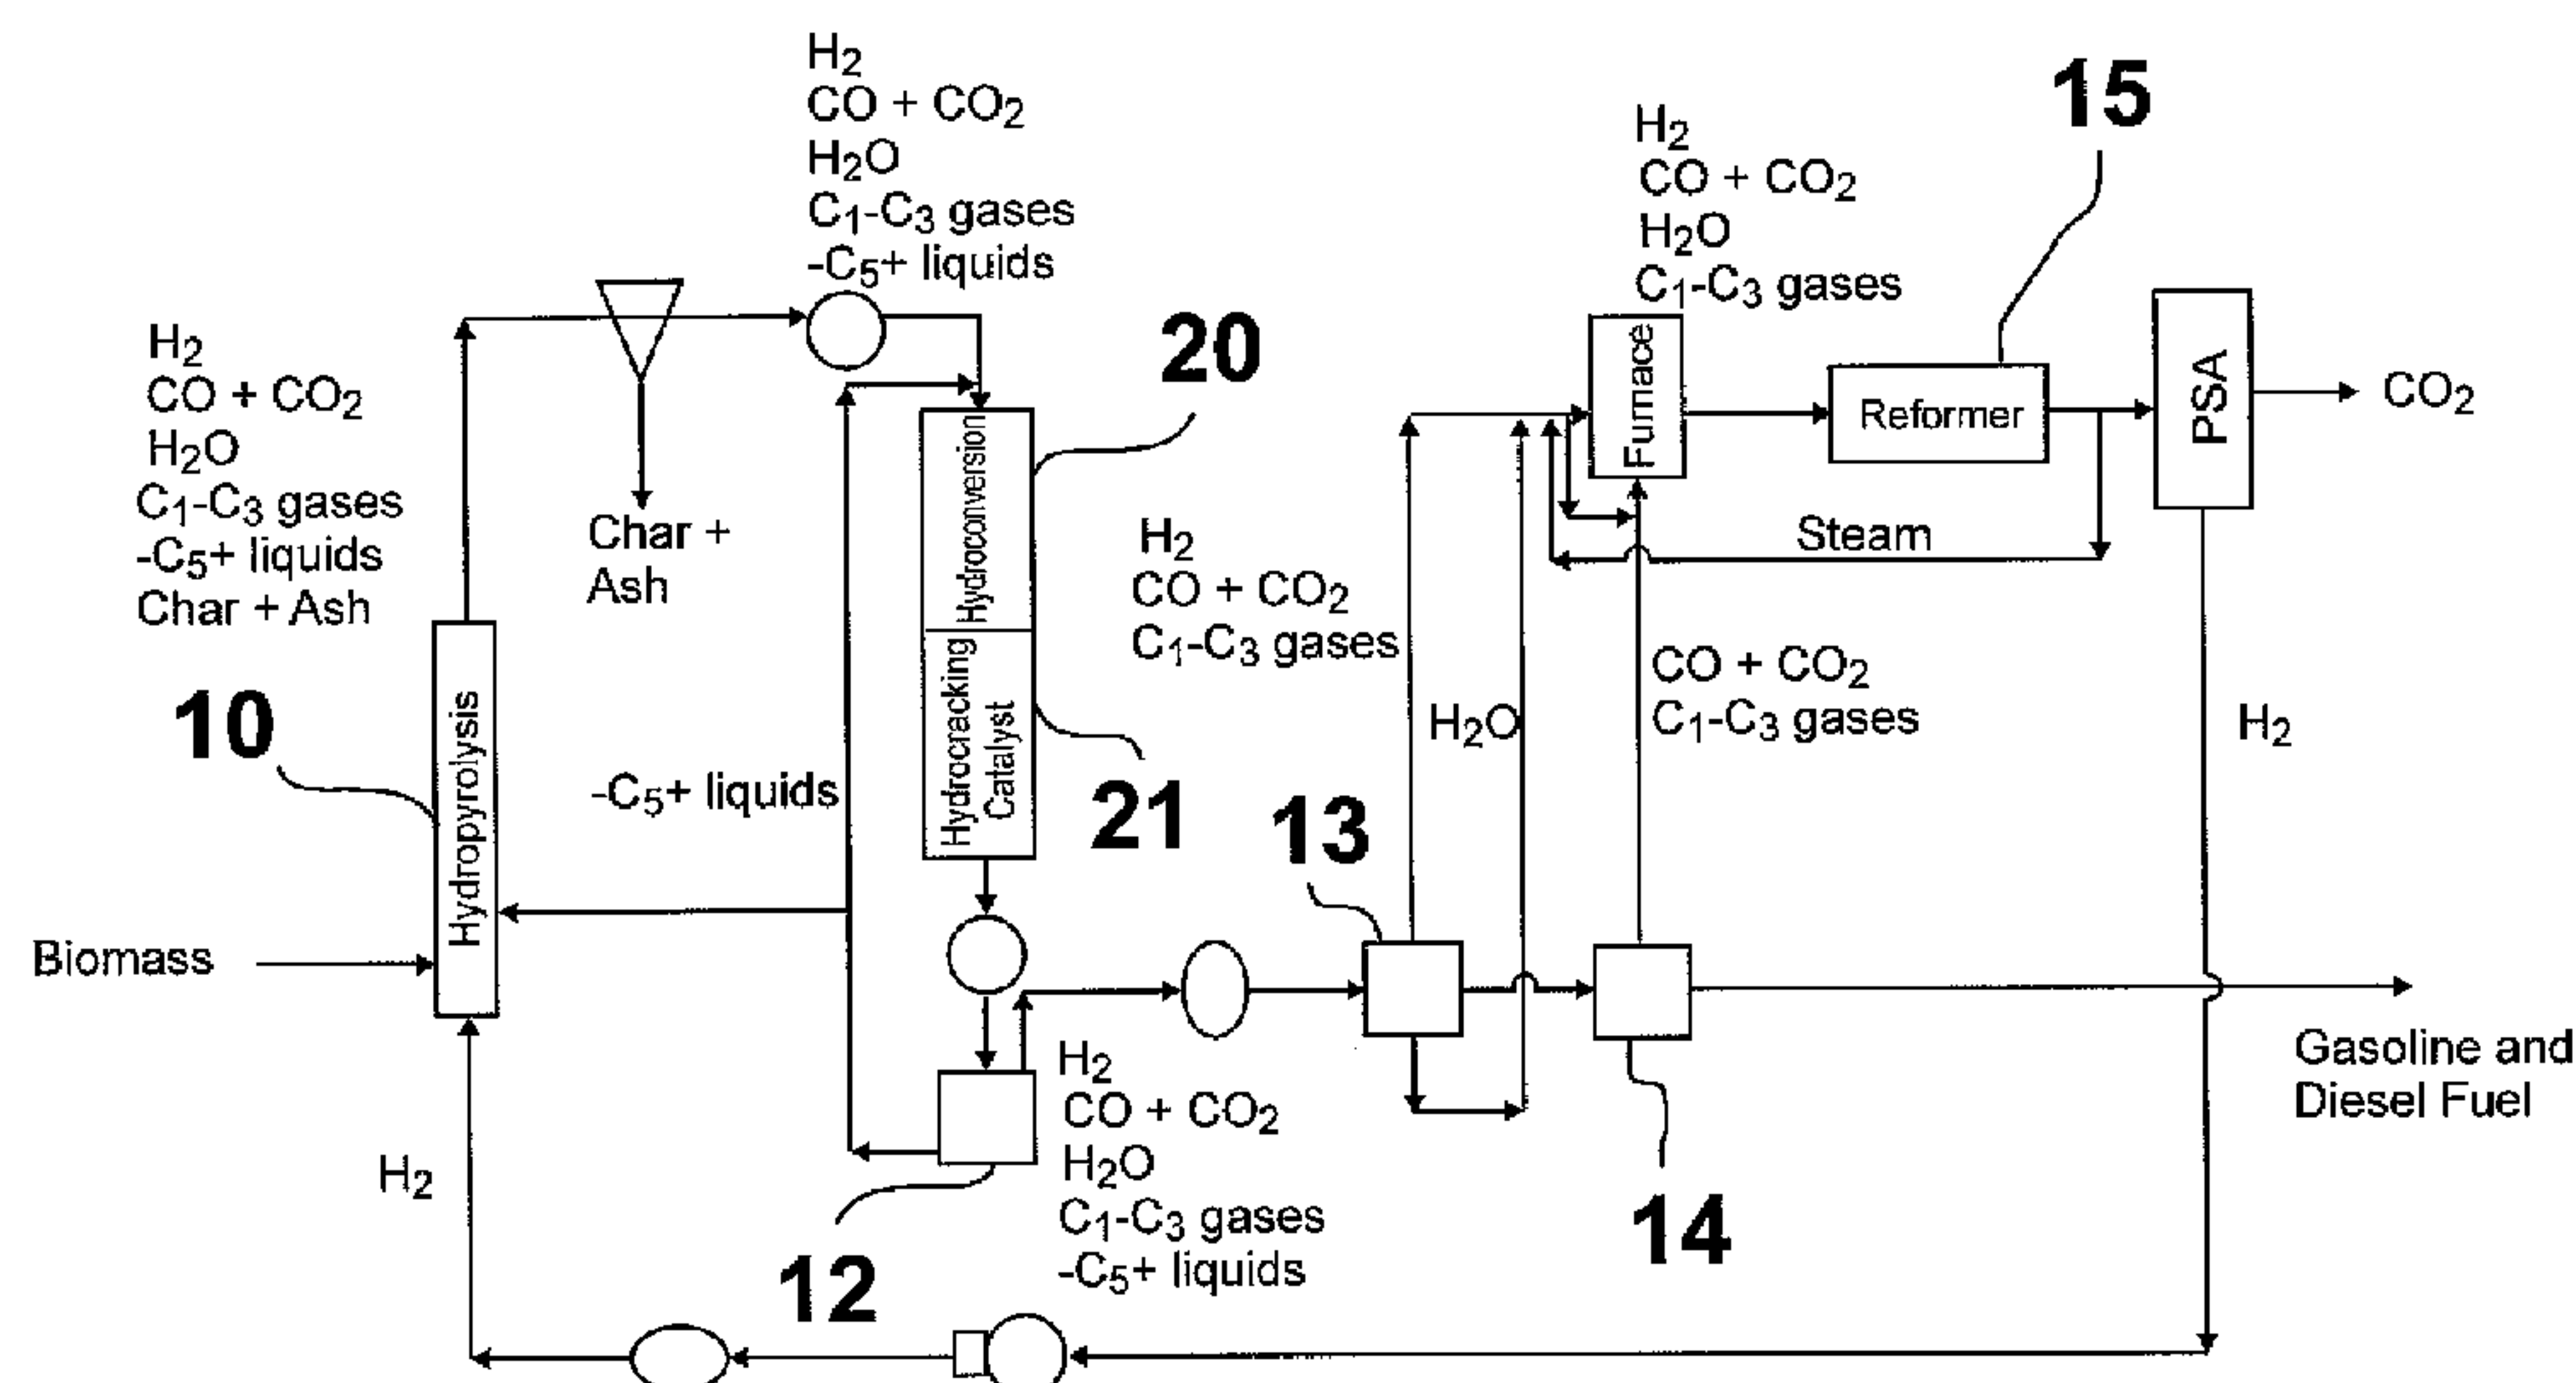 H₂
CO + CO₂
H₂O
C₁-C₃ gases
-C₅+ liquids
H₂
CO + CO₂
H₂O
C₁-C₃ gases
15
H₂
CO + CO₂
H₂O
C₁-C₃ gases
-C₅+ liquids
Char + Ash
Char +
Ash
20
Hydroconversion
Hydrocracking
Catalyst
21
Furnace
Reformer
PSA
CO₂
Steam
H₂
CO + CO₂
C₁-C₃ gases
H₂O
CO + CO₂
C₁-C₃ gases
H₂
10
Hydropyrolysis
-C₅+ liquids
13
Biomass
H₂
CO + CO₂
H₂O
C₁-C₃ gases
-C₅+ liquids
Gasoline and
Diesel Fuel
H₂
12
14